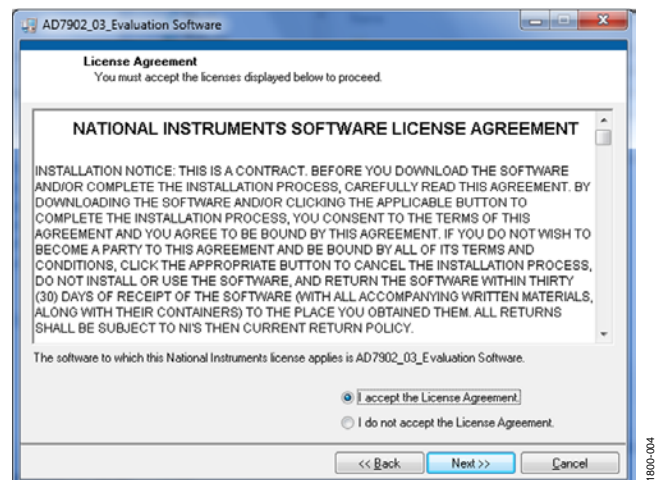 AD7902_03_Evaluation Software
License Agreement
You must accept the licenses displayed below to proceed.
NATIONAL INSTRUMENTS SOFTWARE LICENSE AGREEMENT
INSTALLATION NOTICE: THIS IS A CONTRACT. BEFORE YOU DOWNLOAD THE SOFTWARE
AND/OR COMPLETE THE INSTALLATION PROCESS, CAREFULLY READ THIS AGREEMENT. BY
DOWNLOADING THE SOFTWARE AND/OR CLICKING THE APPLICABLE BUTTON TO
COMPLETE THE INSTALLATION PROCESS, YOU CONSENT TO THE TERMS OF THIS
AGREEMENT AND YOU AGREE TO BE BOUND BY THIS AGREEMENT. IF YOU DO NOT WISH TO
BECOME A PARTY TO THIS AGREEMENT AND BE BOUND BY ALL OF ITS TERMS AND
CONDITIONS, CLICK THE APPROPRIATE BUTTON TO CANCEL THE INSTALLATION PROCESS,
DO NOT INSTALL OR USE THE SOFTWARE, AND RETURN THE SOFTWARE WITHIN THIRTY
(30) DAYS OF RECEIPT OF THE SOFTWARE (WITH ALL ACCOMPANYING WRITTEN MATERIALS,
ALONG WITH THEIR CONTAINERS) TO THE PLACE YOU OBTAINED THEM. ALL RETURNS
SHALL BE SUBJECT TO NI'S THEN CURRENT RETURN POLICY.
The software to which this National Instruments license applies is AD7902_03_Evaluation Software.
I accept the License Agreement.
I do not accept the License Agreement.
<< Back Next >> Cancel
1800-004